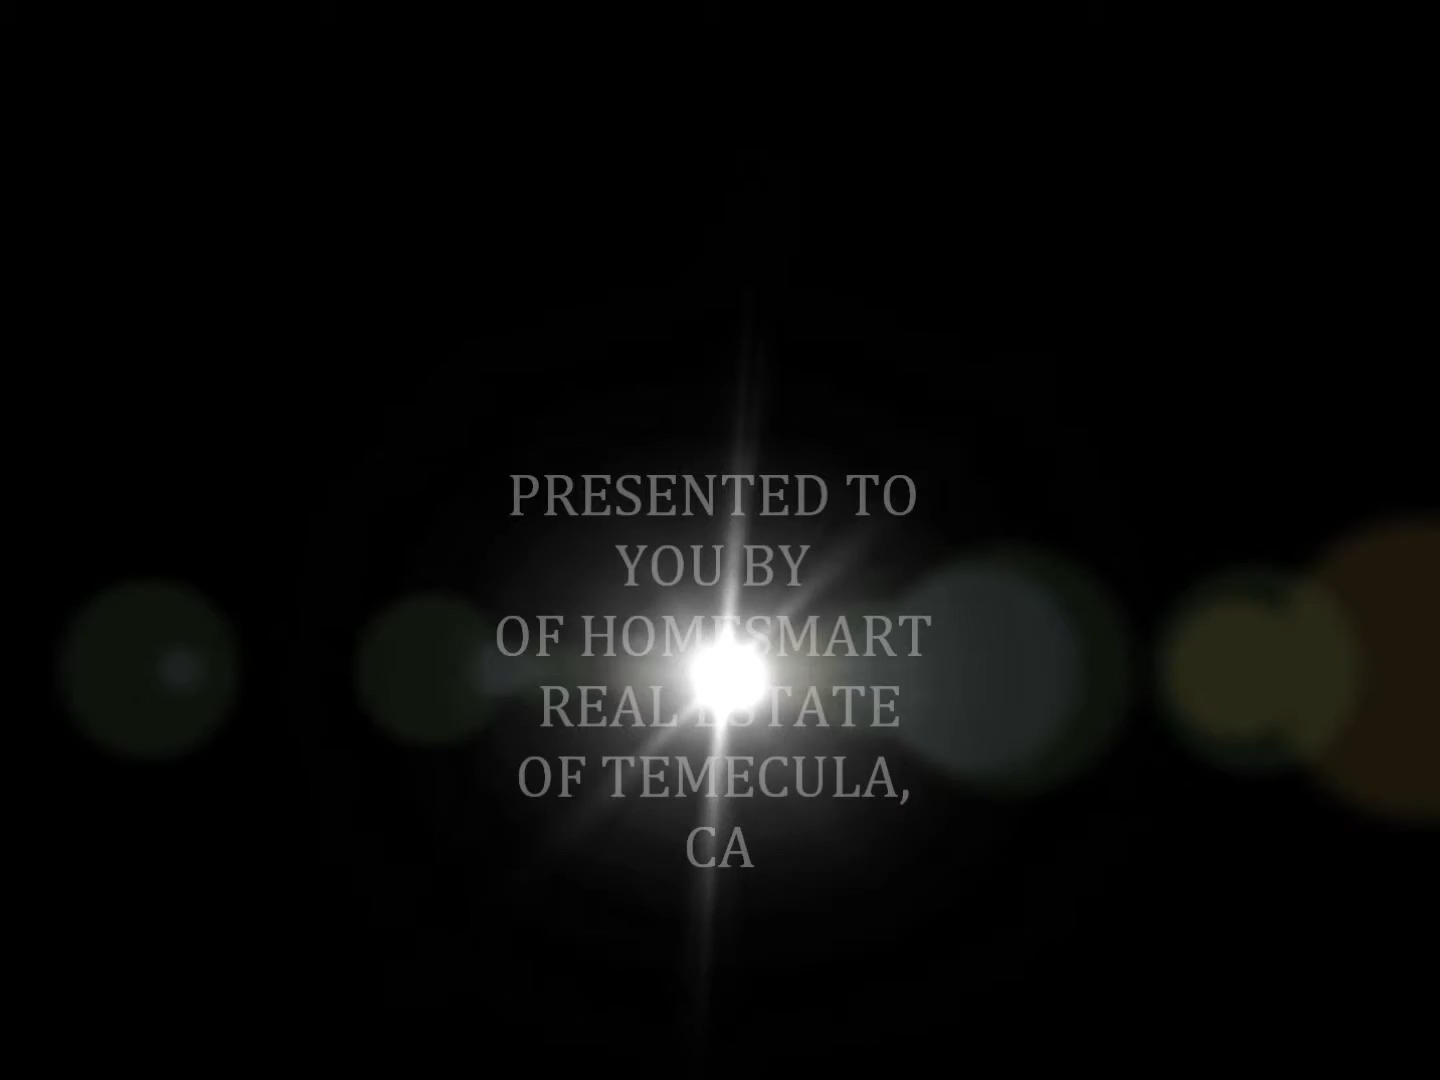 PRESENTED TO
YOU BY
OF HOMESMART
REAL ESTATE
OF TEMECULA,
CA